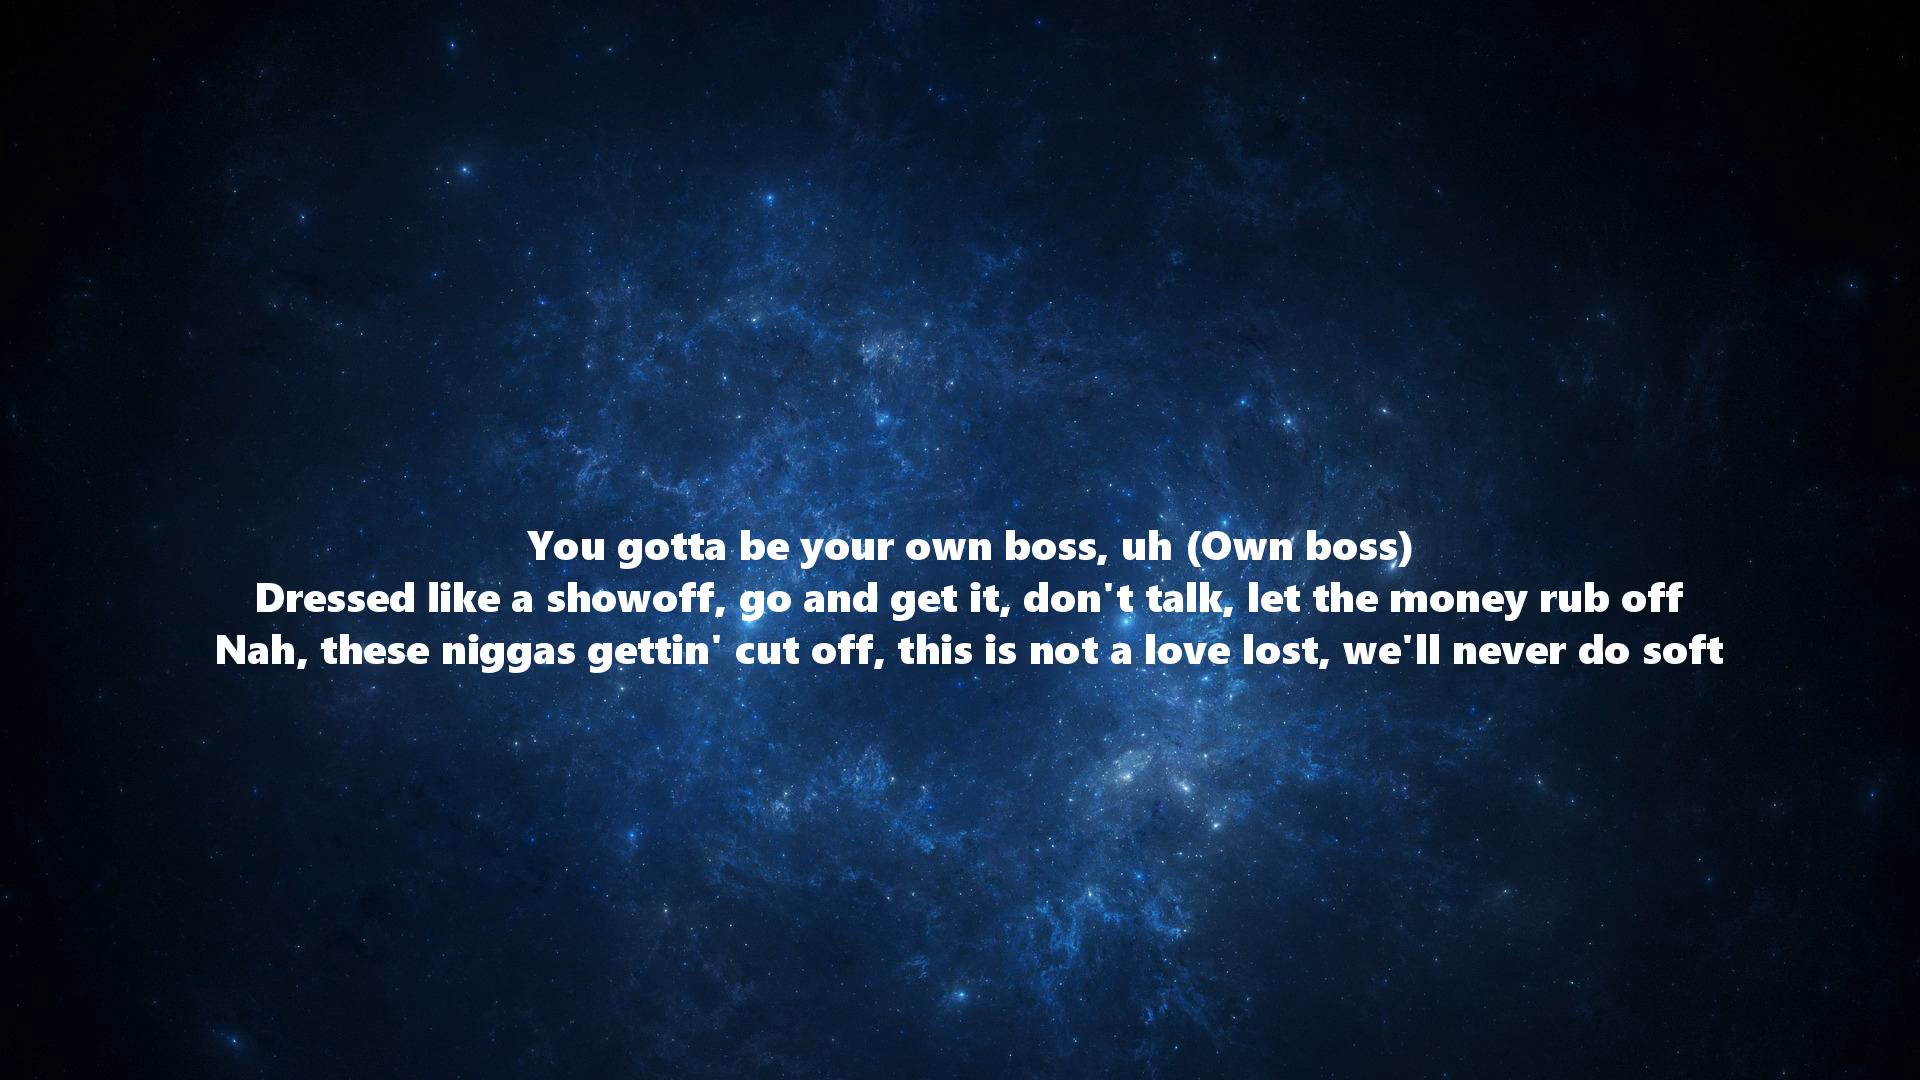 You gotta be your own boss, uh (Own boss)
Dressed like a showoff, go and get it, don't talk, let the money rub off
Nah, these niggas gettin' cut off, this is not a love lost, we'll never do soft